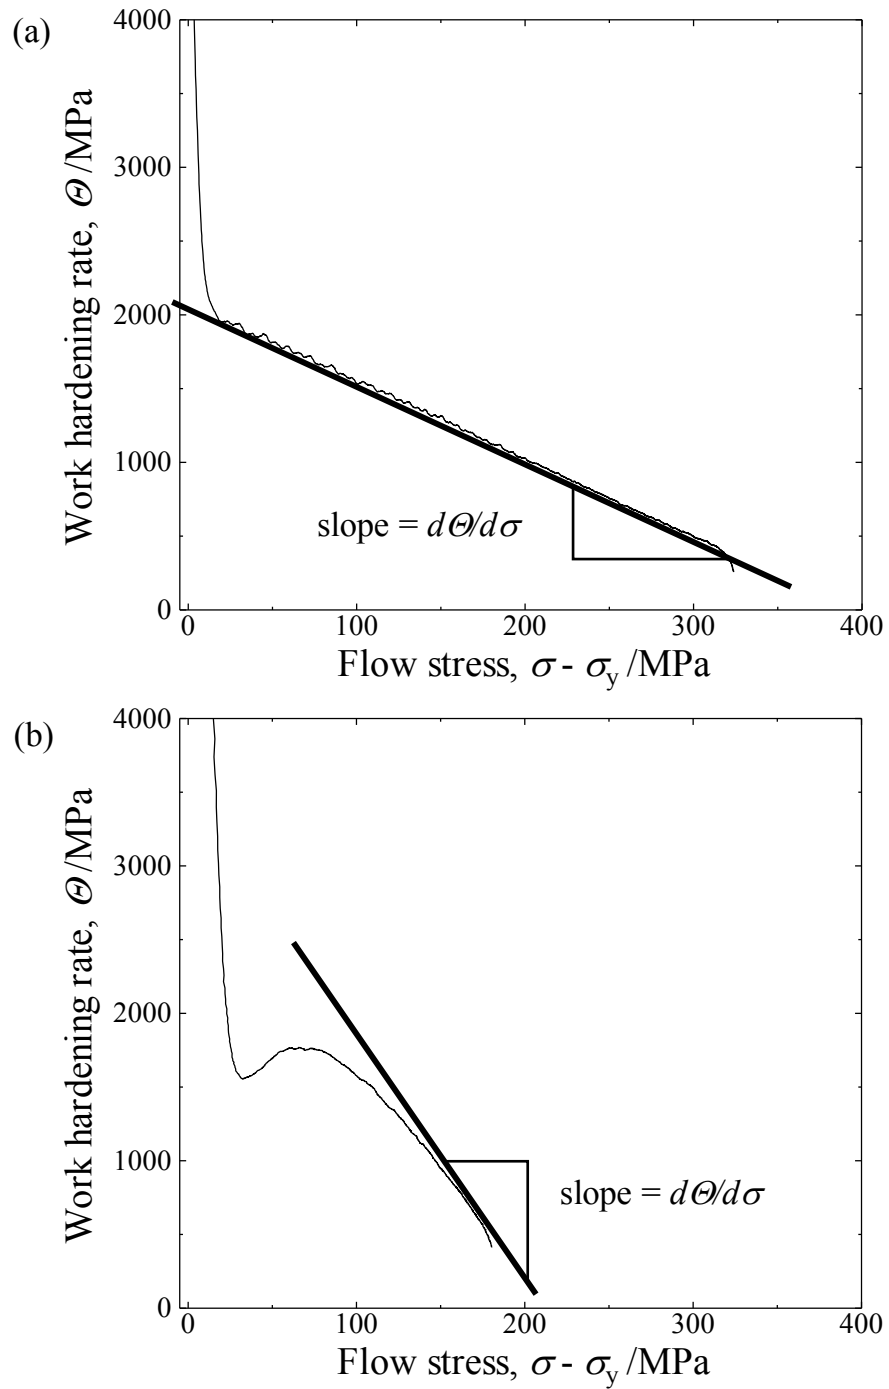 (a)
4000
3000
2000
1000
0
Work hardening rate, Θ /MPa
slope = dΘ/dσ
0 100 200 300 400
Flow stress, σ - σy /MPa
(b)
4000
3000
2000
1000
0
Work hardening rate, Θ /MPa
slope = dΘ/dσ
0 100 200 300 400
Flow stress, σ - σy /MPa